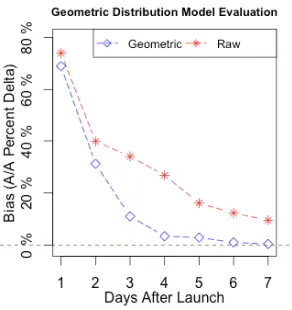 Geometric Distribution Model Evaluation
Geometric
Raw
Bias (A/A Percent Delta)
80 %
60 %
40 %
20 %
0 %
1 2 3 4 5 6 7
Days After Launch